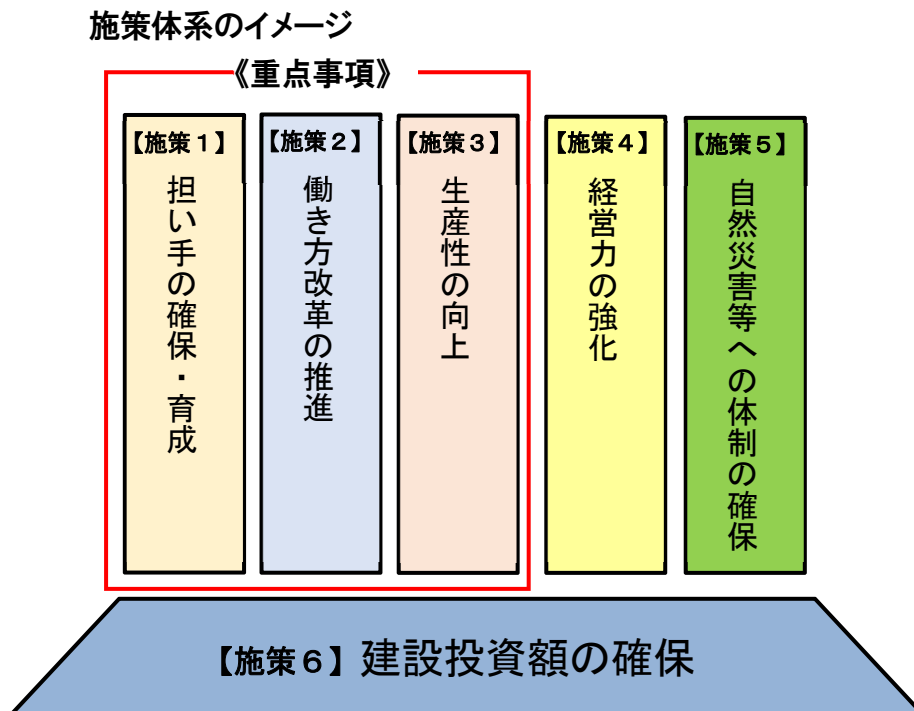 施策体系のイメージ
《重点事項》
【施策１】
担い手の確保・育成
【施策２】
働き方改革の推進
【施策３】
生産性の向上
【施策４】
経営力の強化
【施策５】
自然災害等への体制の確保
【施策６】建設投資額の確保